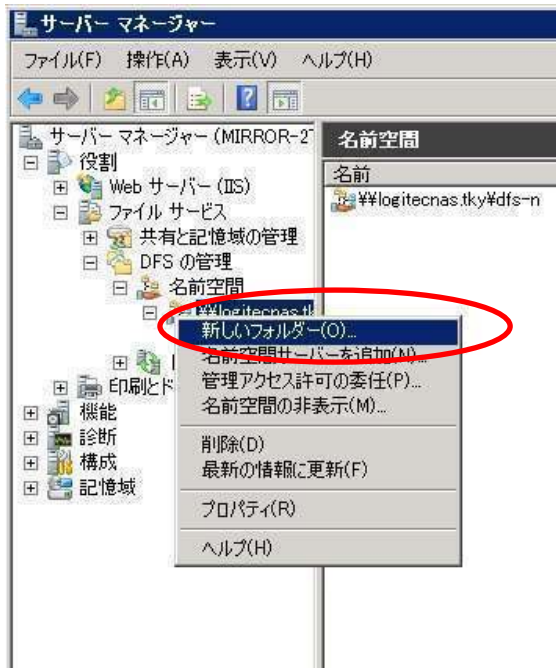 サーバー マネージャー
ファイル(F) 操作(A) 表示(V) ヘルプ(H)
サーバー マネージャー (MIRROR-2
役割
Web サーバー (IIS)
ファイル サービス
共有と記憶域の管理
DFS の管理
名前空間
¥¥logitecnas.tk
新しいフォルダー(O)...
名前空間サーバーを追加(N)...
管理アクセス許可の委任(P)...
名前空間の非表示(M)...
削除(D)
最新の情報に更新(F)
プロパティ(R)
ヘルプ(H)
印刷とド
機能
診断
構成
記憶域
名前空間
名前
¥¥logitecnas.tky¥dfs-n